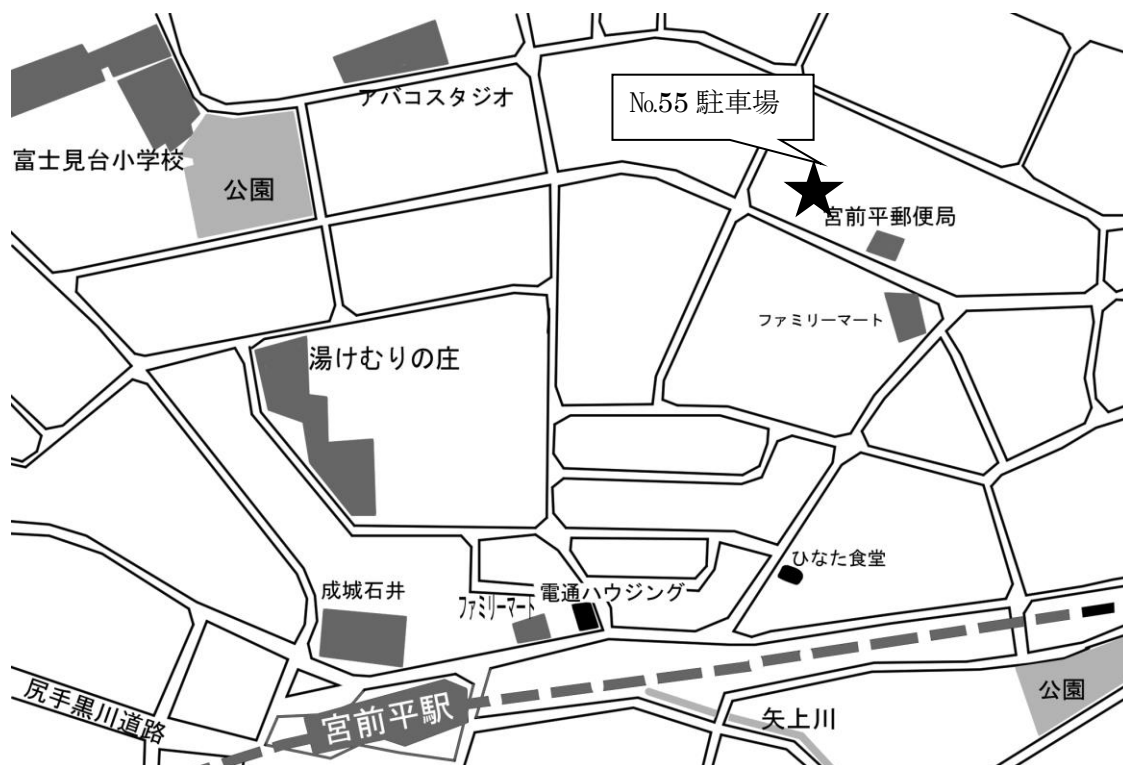 アバコスタジオ
№55 駐車場
富士見台小学校
公園
宮前平郵便局
ファミリーマート
湯けむりの庄
ひなた食堂
成城石井
ファミリーマート
電通ハウジング
尻手黒川道路
宮前平駅
矢上川
公園